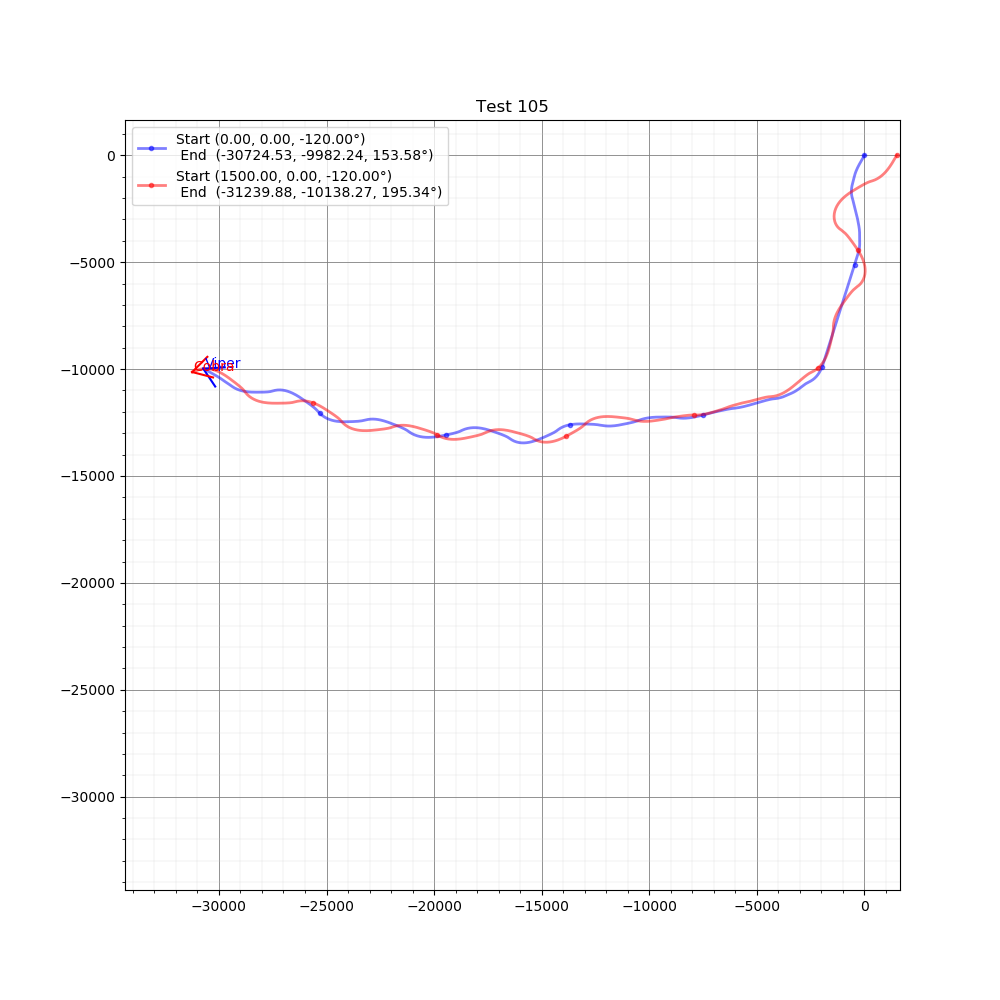 Test 105
Start (0.00, 0.00, -120.00°)
End (-30724.53, -9982.24, 153.58°)
Start (1500.00, 0.00, -120.00°)
End (-31239.88, -10138.27, 195.34°)
0
−5000
−10000
−15000
−20000
−25000
−30000
Viper
−30000
−25000
−20000
−15000
−10000
−5000
0